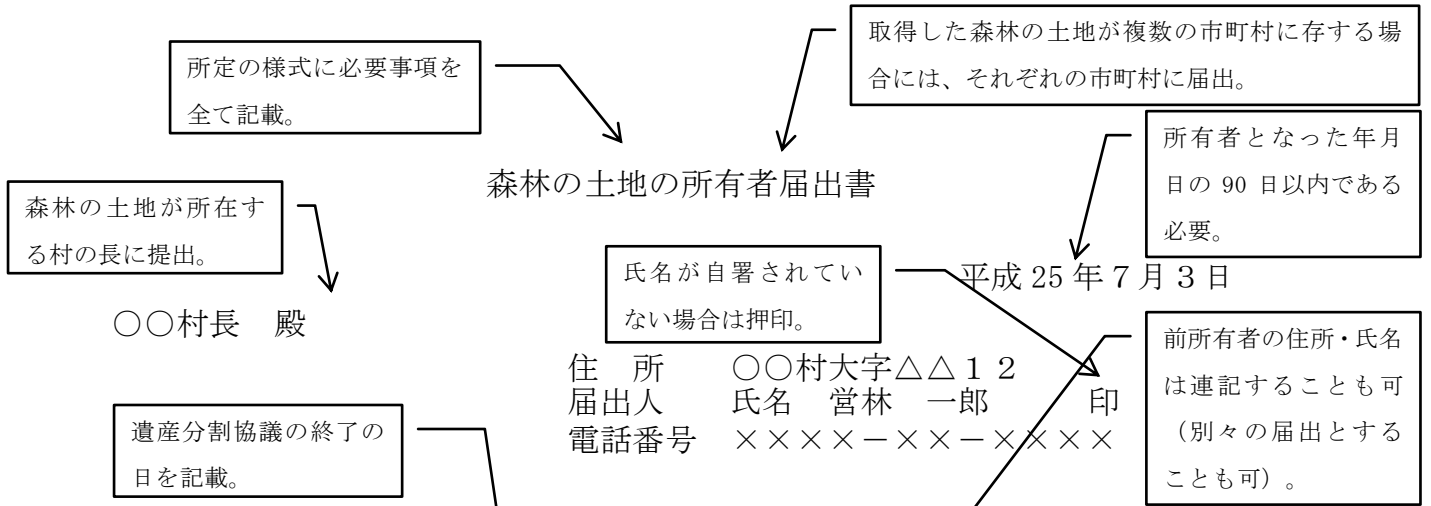 取得した森林の土地が複数の市町村に存する場
合には、それぞれの市町村に届出。
所定の様式に必要事項を
全て記載。
所有者となった年月
日の 90 日以内である
必要。
森林の土地の所有者届出書
森林の土地が所在す
る村の長に提出。
氏名が自署されてい
ない場合は押印。
平成 25 年７月３日
○○村長　殿
前所有者の住所・氏名
は連記することも可
（別々の届出とする
ことも可）。
住　所　○○村大字△△１２
届出人　氏名　営林　一郎　　　印
電話番号　××××－××－××××
遺産分割協議の終了の
日を記載。